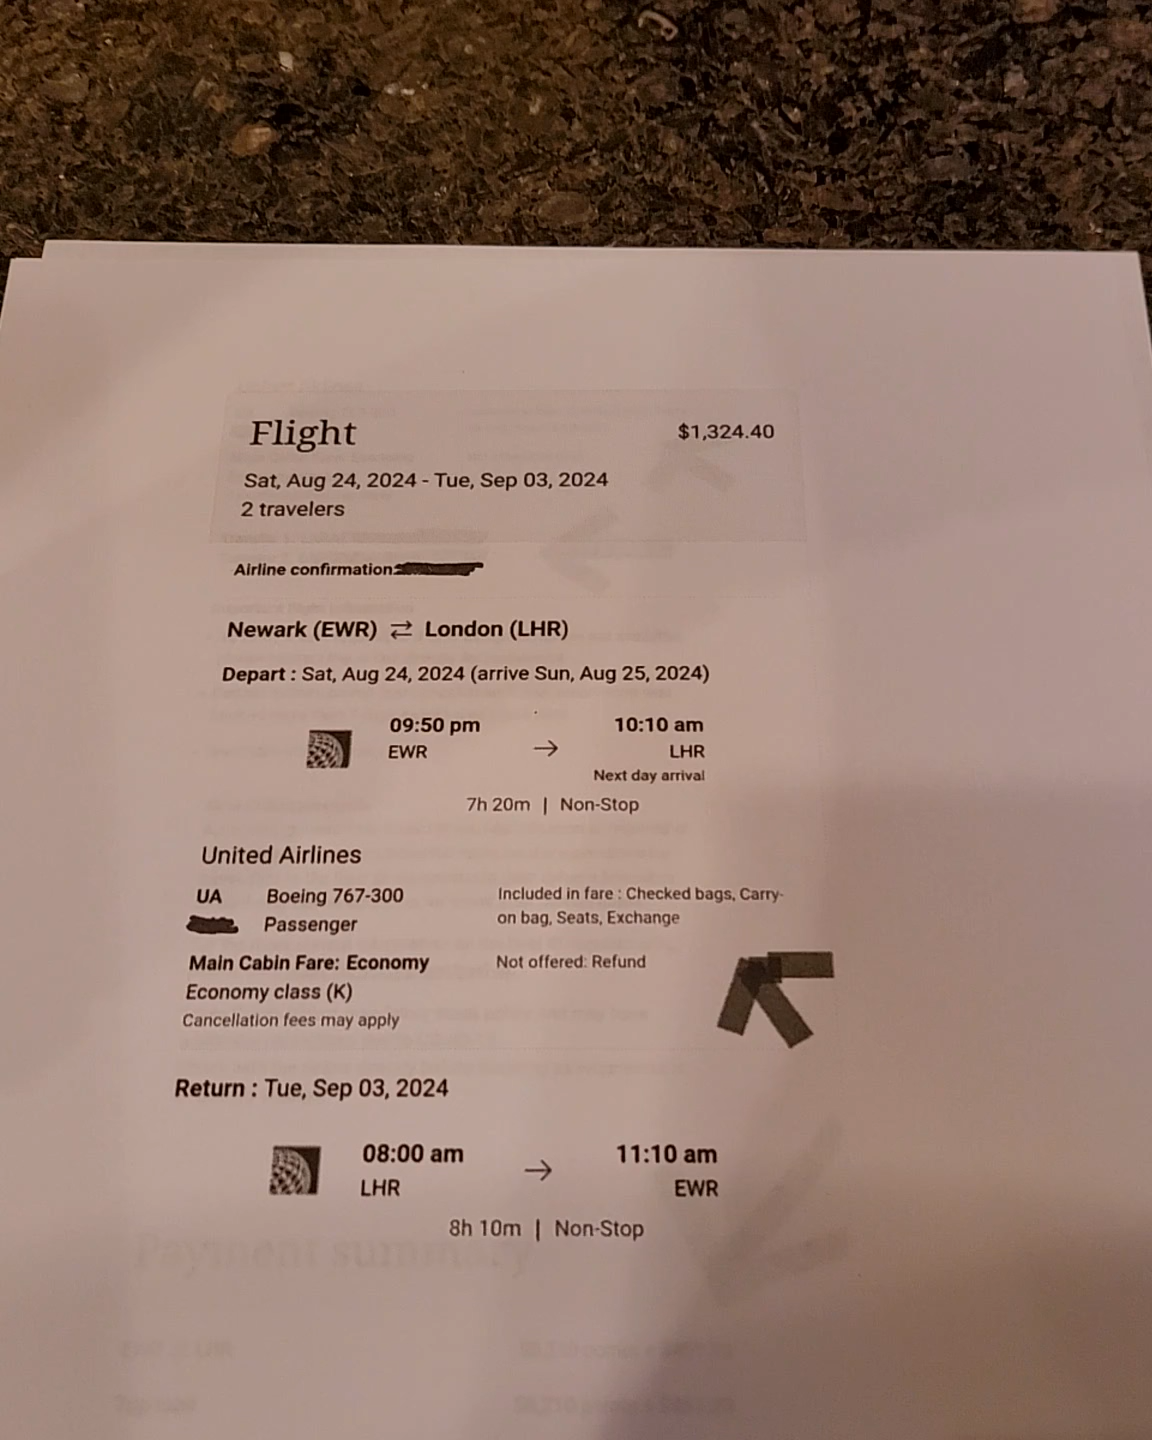 Flight $1,324.40
Sat, Aug 24, 2024 - Tue, Sep 03, 2024
2 travelers
Airline confirmation:
Newark (EWR) ⇄ London (LHR)
Depart : Sat, Aug 24, 2024 (arrive Sun, Aug 25, 2024)
09:50 pm → 10:10 am
EWR LHR
Next day arrival
7h 20m | Non-Stop
United Airlines
UA Boeing 767-300 Included in fare : Checked bags, Carry-
Passenger on bag, Seats, Exchange
Main Cabin Fare: Economy Not offered: Refund
Economy class (K)
Cancellation fees may apply
Return : Tue, Sep 03, 2024
08:00 am → 11:10 am
LHR EWR
8h 10m | Non-Stop
Payment summary